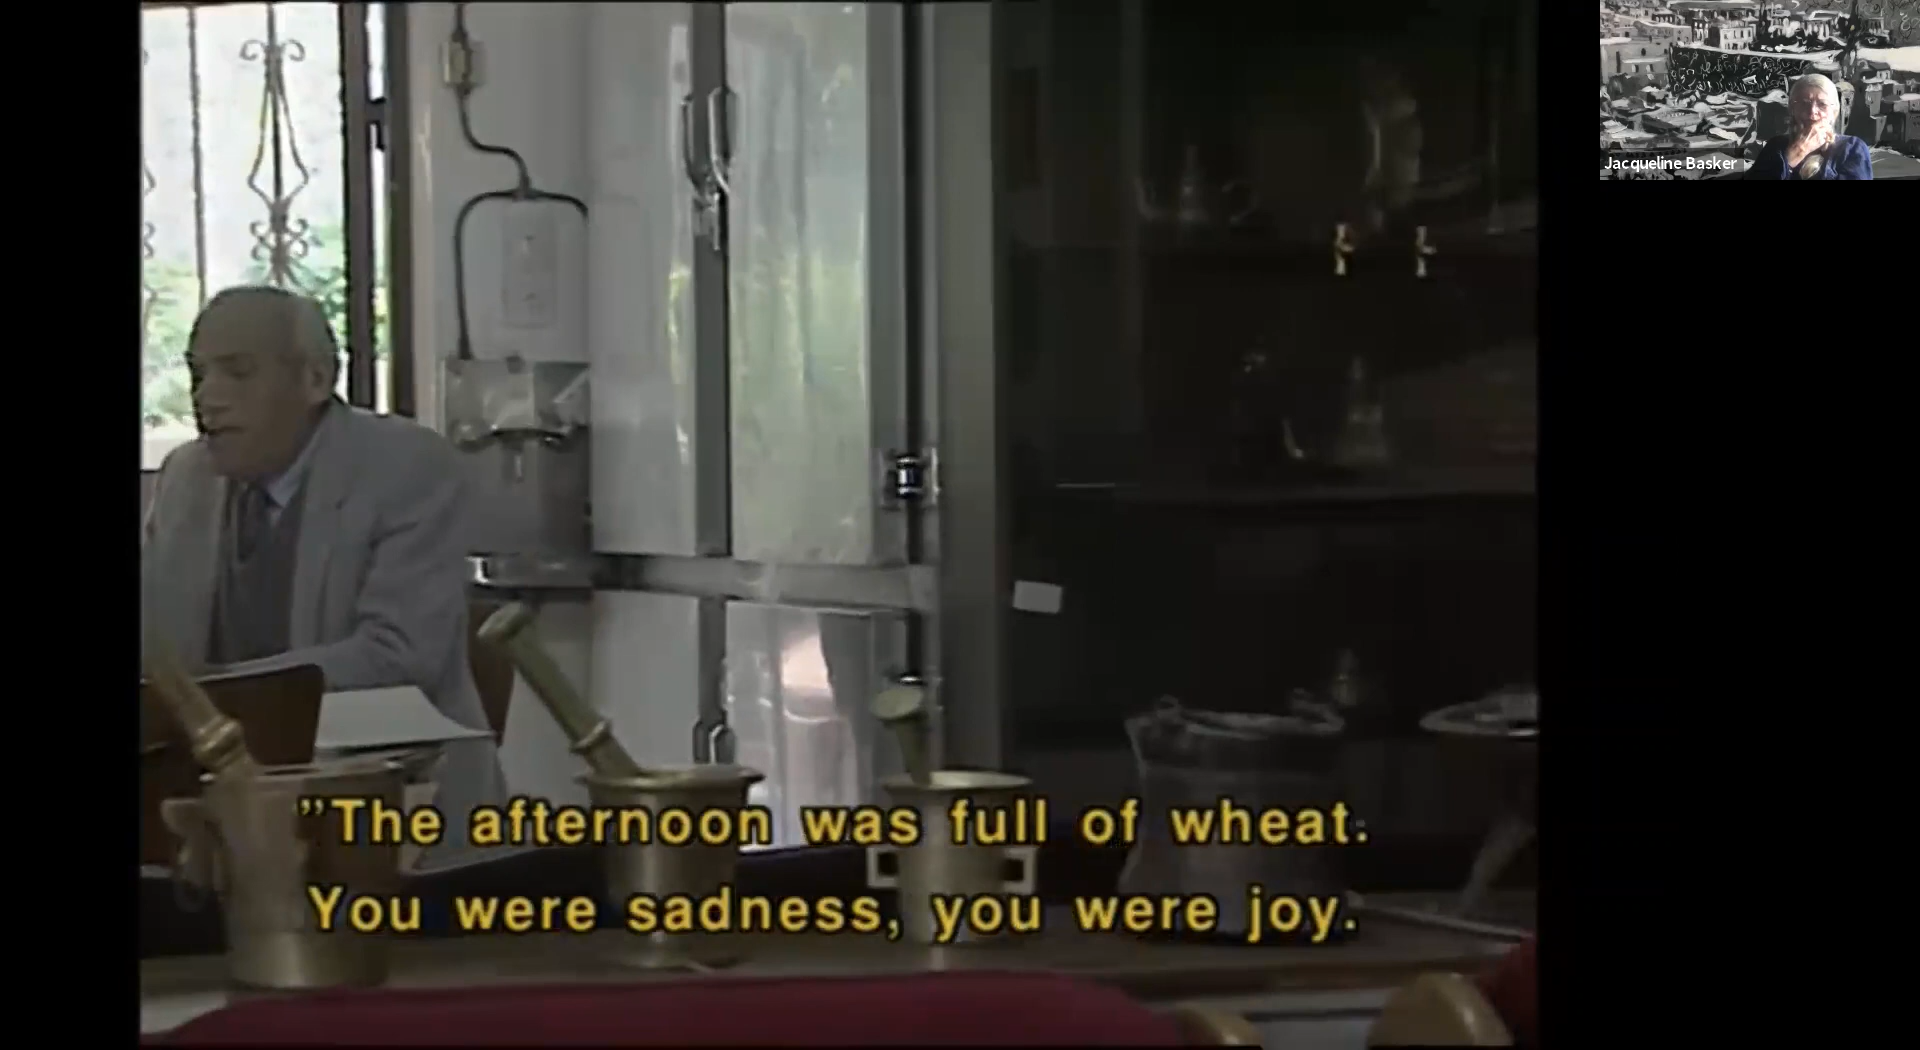 Jacqueline Basker
"The afternoon was full of wheat.
You were sadness, you were joy.